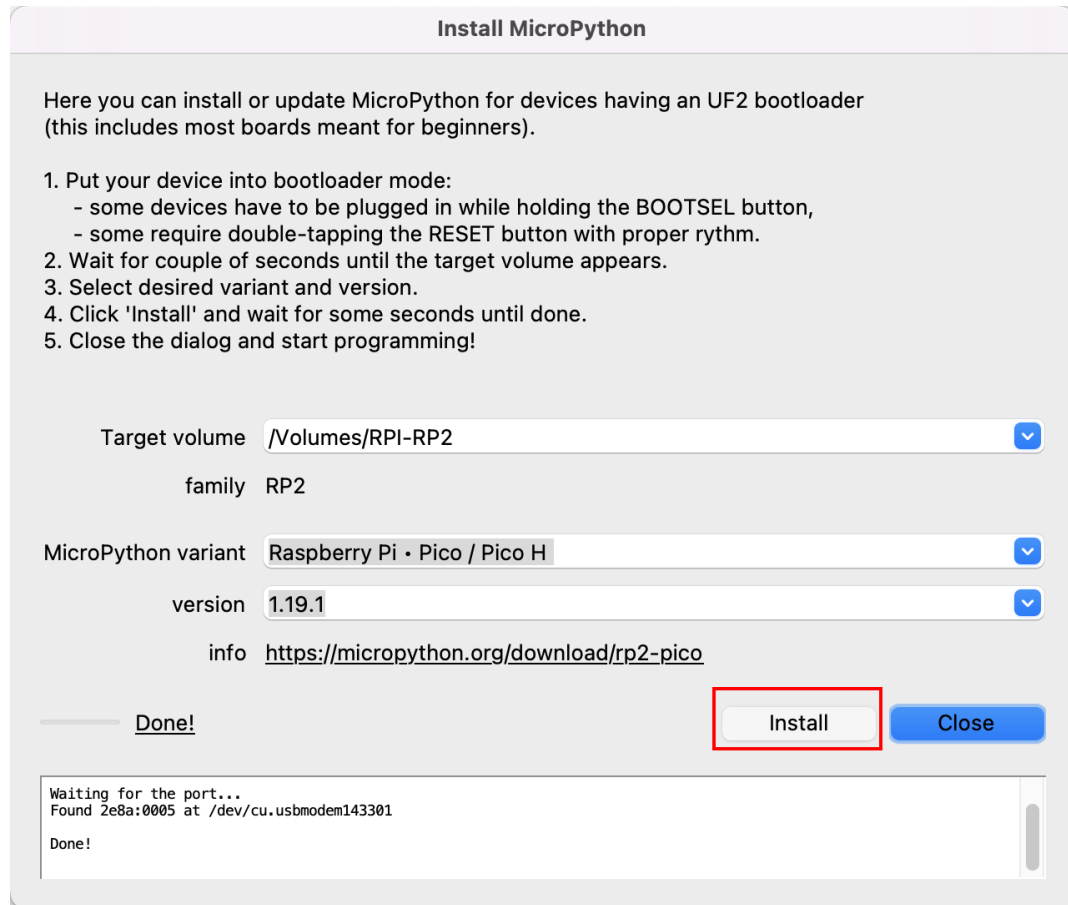 Install MicroPython
Here you can install or update MicroPython for devices having an UF2 bootloader
(this includes most boards meant for beginners).
1. Put your device into bootloader mode:
- some devices have to be plugged in while holding the BOOTSEL button,
- some require double-tapping the RESET button with proper rythm.
2. Wait for couple of seconds until the target volume appears.
3. Select desired variant and version.
4. Click 'Install' and wait for some seconds until done.
5. Close the dialog and start programming!
Target volume /Volumes/RPI-RP2
family RP2
MicroPython variant Raspberry Pi • Pico / Pico H
version 1.19.1
info https://micropython.org/download/rp2-pico
Done! Install Close
Waiting for the port...
Found 2e8a:0005 at /dev/cu.usbmodem143301
Done!